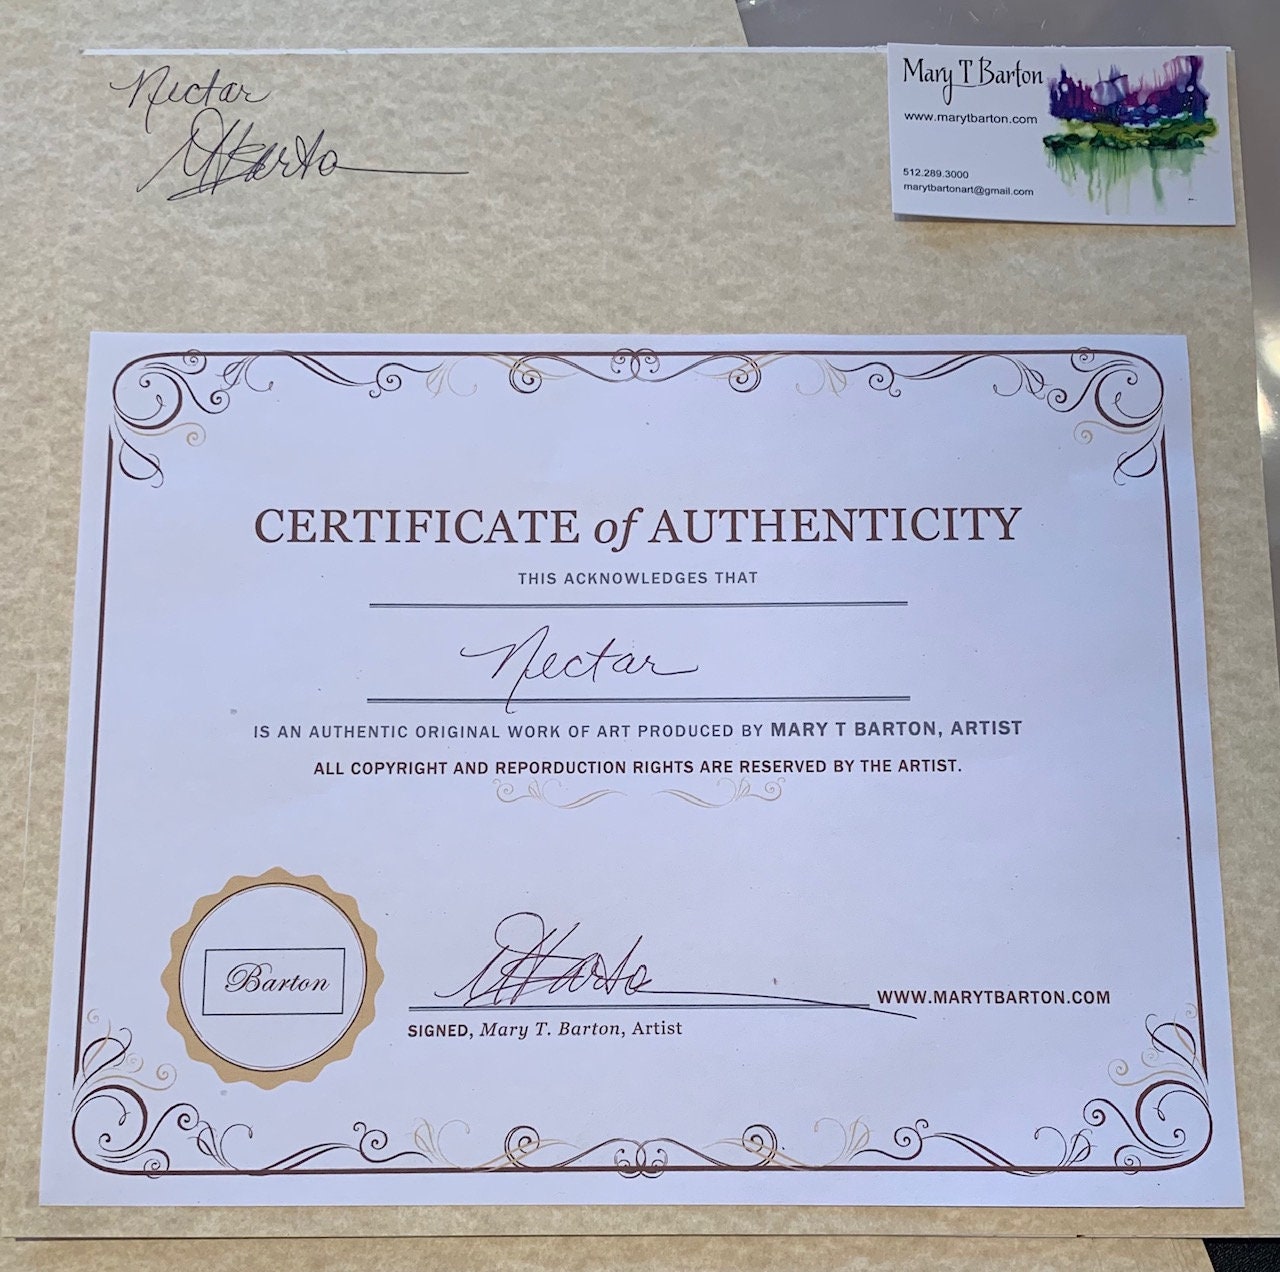 Nectar
MTBarton
Mary T Barton
www.marytbarton.com
512.289.3000
marytbartonart@gmail.com
CERTIFICATE of AUTHENTICITY
THIS ACKNOWLEDGES THAT
Nectar
IS AN AUTHENTIC ORIGINAL WORK OF ART PRODUCED BY MARY T BARTON, ARTIST
ALL COPYRIGHT AND REPORDUCTION RIGHTS ARE RESERVED BY THE ARTIST.
Barton
MTBarton
WWW.MARYTBARTON.COM
SIGNED, Mary T. Barton, Artist